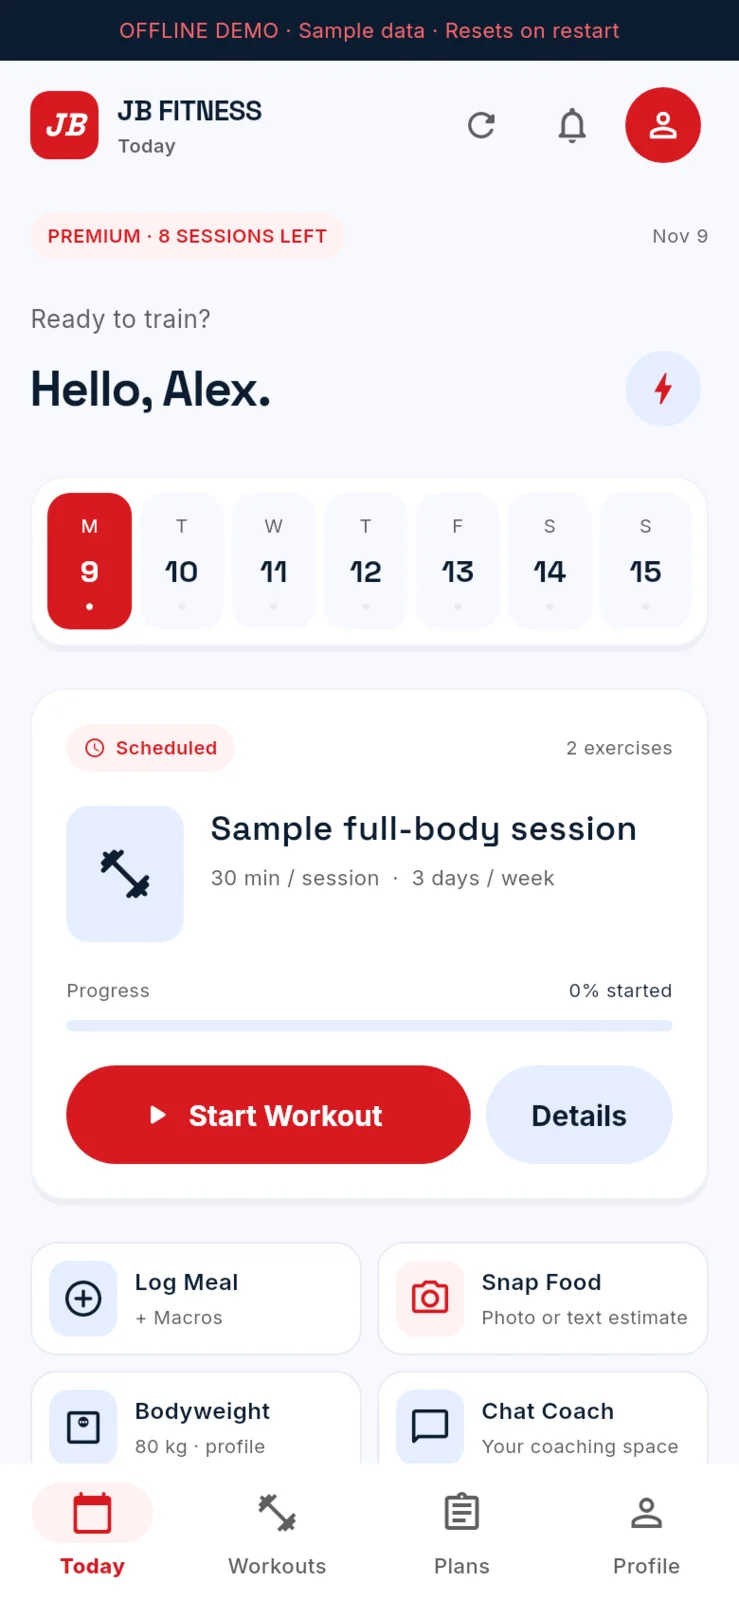 OFFLINE DEMO · Sample data · Resets on restart
JB
JB FITNESS
Today
PREMIUM · 8 SESSIONS LEFT
Nov 9
Ready to train?
Hello, Alex.
M T W T F S S
9 10 11 12 13 14 15
Scheduled
2 exercises
Sample full-body session
30 min / session · 3 days / week
Progress
0% started
Start Workout
Details
Log Meal
+ Macros
Snap Food
Photo or text estimate
Bodyweight
80 kg · profile
Chat Coach
Your coaching space
Today
Workouts
Plans
Profile